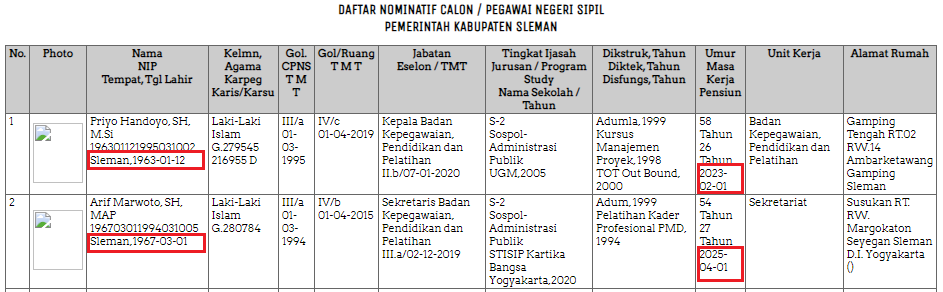 DAFTAR NOMINATIF CALON / PEGAWAI NEGERI SIPIL
PEMERINTAH KABUPATEN SLEMAN
No.
Photo
Nama
NIP
Tempat, Tgl Lahir
Kelmn,
Agama
Karpeg
Karis/Karsu
Gol.
CPNS
T M
T
Gol/Ruang
T M T
Jabatan
Eselon / TMT
Tingkat Ijasah
Jurusan / Program
Study
Nama Sekolah /
Tahun
Dikstruk, Tahun
Diktek, Tahun
Disfungs, Tahun
Umur
Masa
Kerja
Pensiun
Unit Kerja
Alamat Rumah
1
Priyo Handoyo, SH,
M.Si
196301121995031002
Sleman,1963-01-12
Laki-Laki
Islam
G.279545
216955 D
III/a
01-
03-
1995
IV/c
01-04-2019
Kepala Badan
Kepegawaian,
Pendidikan dan
Pelatihan
II.b/07-01-2020
S-2
Sospol-
Administrasi
Publik
UGM,2005
Adumla,1999
Kursus
Manajemen
Proyek,1998
TOT Out Bound,
2000
58
Tahun
26
Tahun
2023-
02-01
Badan
Kepegawaian,
Pendidikan dan
Pelatihan
Gamping
Tengah RT.02
RW.14
Ambarketawang
Gamping
Sleman
2
Arif Marwoto, SH,
MAP
196703011994031005
Sleman,1967-03-01
Laki-Laki
Islam
G.280784
III/a
01-
03-
1994
IV/b
01-04-2015
Sekretaris Badan
Kepegawaian,
Pendidikan dan
Pelatihan
III.a/02-12-2019
S-2
Sospol-
Administrasi
Publik
STISIP Kartika
Bangsa
Yogyakarta,2020
Adum,1999
Pelatihan Kader
Profesional PMD,
1994
54
Tahun
27
Tahun
2025-
04-01
Sekretariat
Susukan RT.
RW.
Margokaton
Seyegan Sleman
D.I. Yogyakarta
()